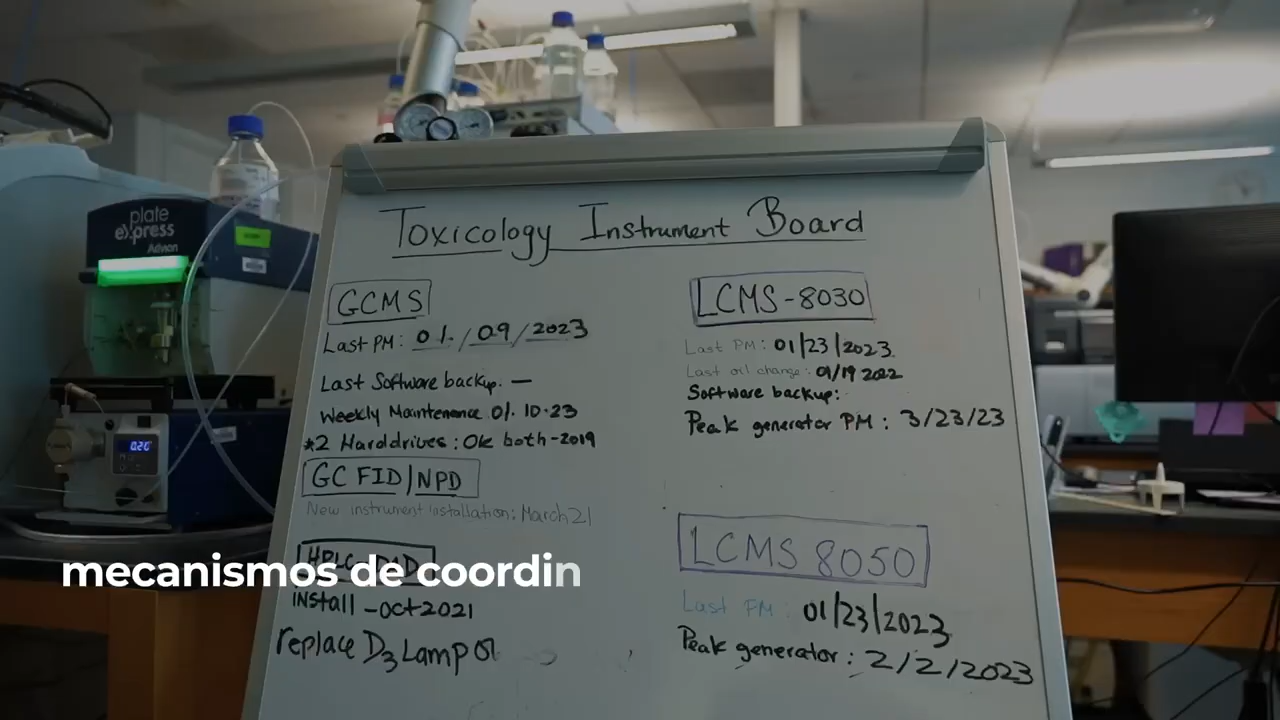 plate
express
Advion
Toxicology Instrument Board
GCMS
Last PM: 01/09/2023
Last Software backup. —
Weekly Maintenance 01.10.23
*2 Harddrives: OK both-2019
GC FID/NPD
New instrument installation: March 21
mecanismos de coordin
install - Oct 2021
replace D2 Lamp
LCMS-8030
Last PM: 01/23/2023
Last oil change: 01/19 2022
Software backup:
Peak generator PM: 3/23/23
LCMS 8050
Last PM: 01/23/2023
Peak generator: 2/2/2023